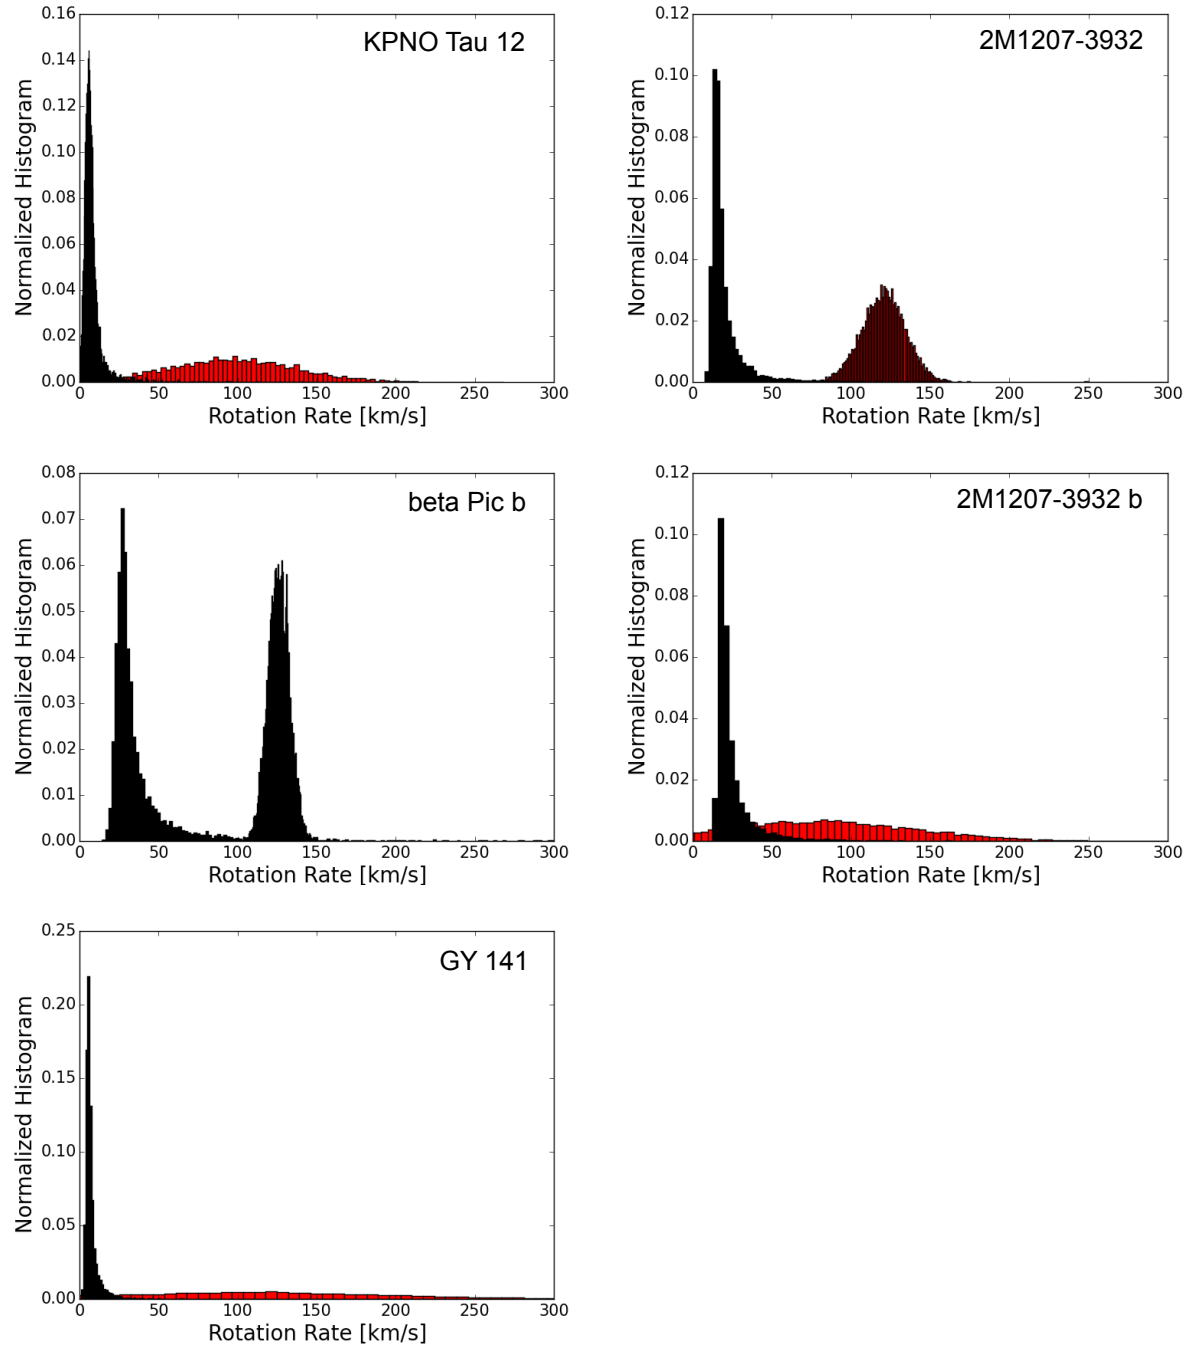 KPNO Tau 12
Normalized Histogram
0.16
0.14
0.12
0.10
0.08
0.06
0.04
0.02
0.00
0 50 100 150 200 250 300
Rotation Rate [km/s]
2M1207-3932
Normalized Histogram
0.12
0.10
0.08
0.06
0.04
0.02
0.00
0 50 100 150 200 250 300
Rotation Rate [km/s]
beta Pic b
Normalized Histogram
0.08
0.07
0.06
0.05
0.04
0.03
0.02
0.01
0.00
0 50 100 150 200 250 300
Rotation Rate [km/s]
2M1207-3932 b
Normalized Histogram
0.12
0.10
0.08
0.06
0.04
0.02
0.00
0 50 100 150 200 250 300
Rotation Rate [km/s]
GY 141
Normalized Histogram
0.25
0.20
0.15
0.10
0.05
0.00
0 50 100 150 200 250 300
Rotation Rate [km/s]